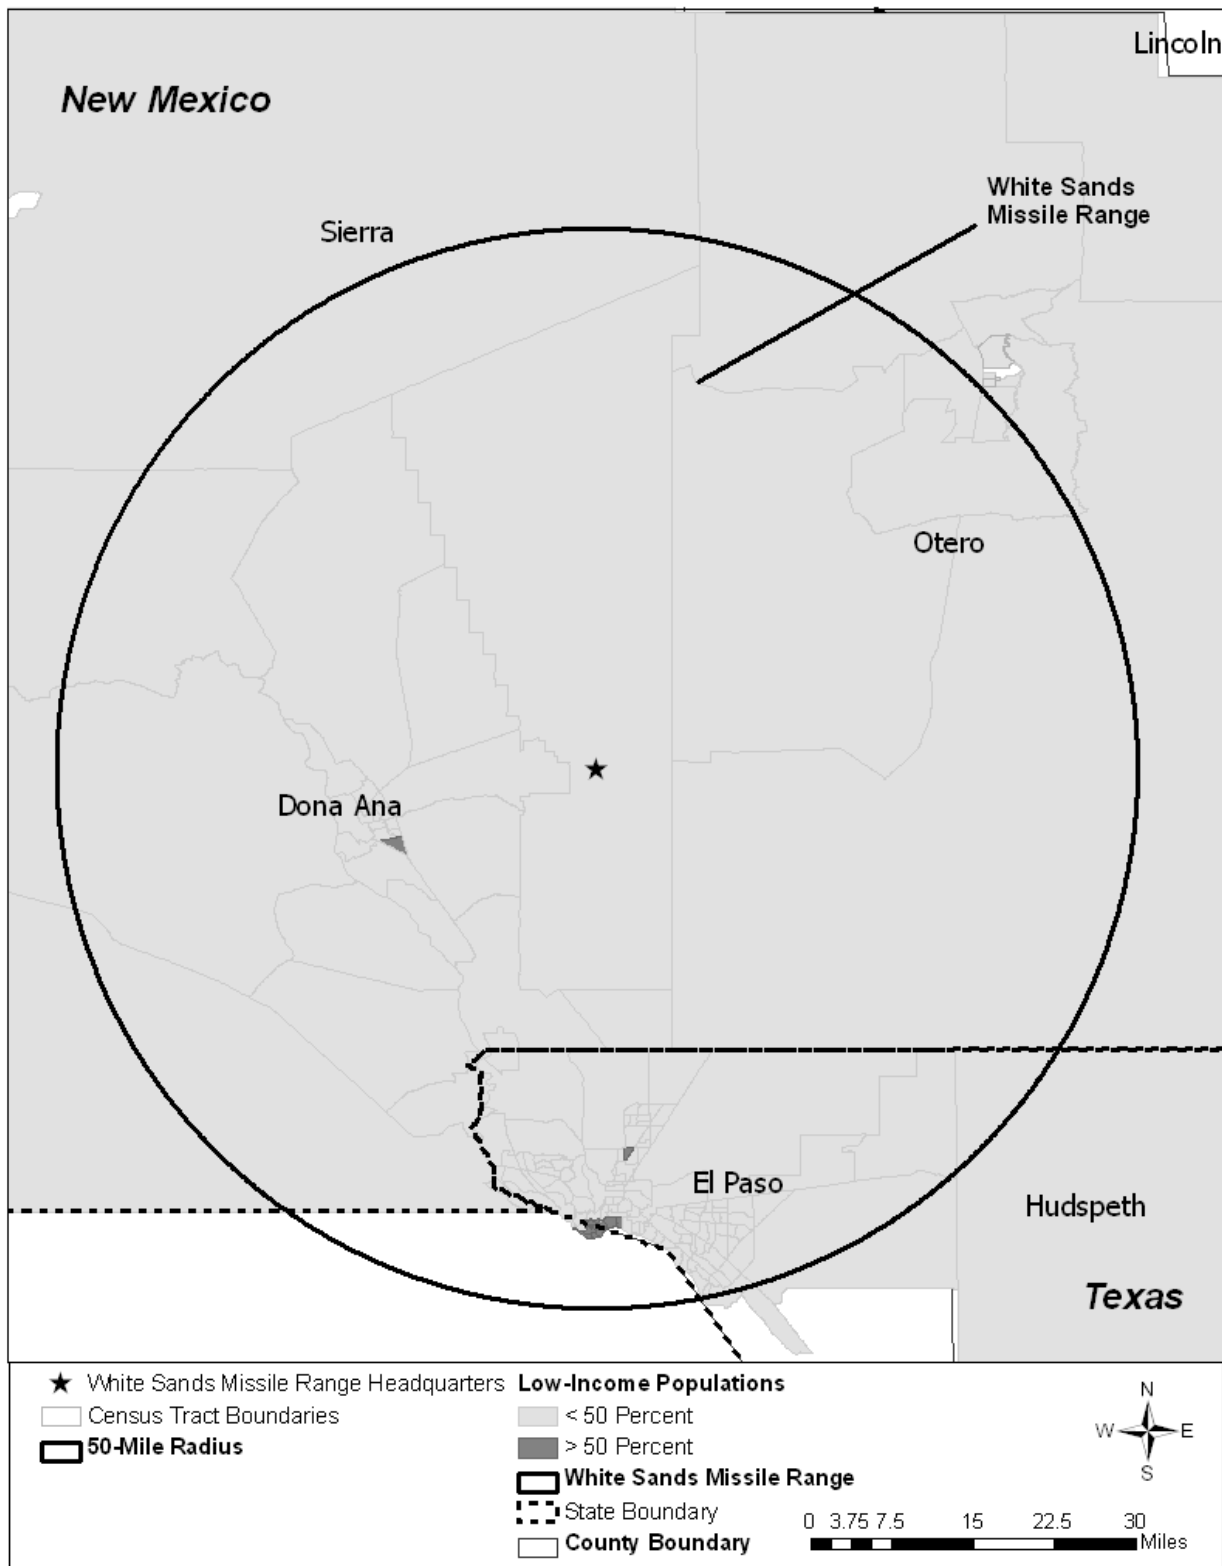 Lincoln
New Mexico
White Sands
Missile Range
Sierra
Otero
Dona Ana
El Paso
Hudspeth
Texas
White Sands Missile Range Headquarters
Census Tract Boundaries
50-Mile Radius
Low-Income Populations
< 50 Percent
> 50 Percent
White Sands Missile Range
State Boundary
County Boundary
N
W E
S
0 3.75 7.5 15 22.5 30
Miles